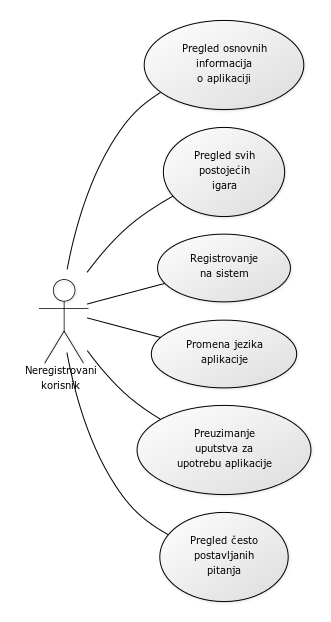 Pregled osnovnih
informacija
o aplikaciji
Pregled svih
postojećih
igara
Registrovanje
na sistem
Promena jezika
aplikacije
Neregistrovani
korisnik
Preuzimanje
uputstva za
upotrebu aplikacije
Pregled često
postavljanih
pitanja